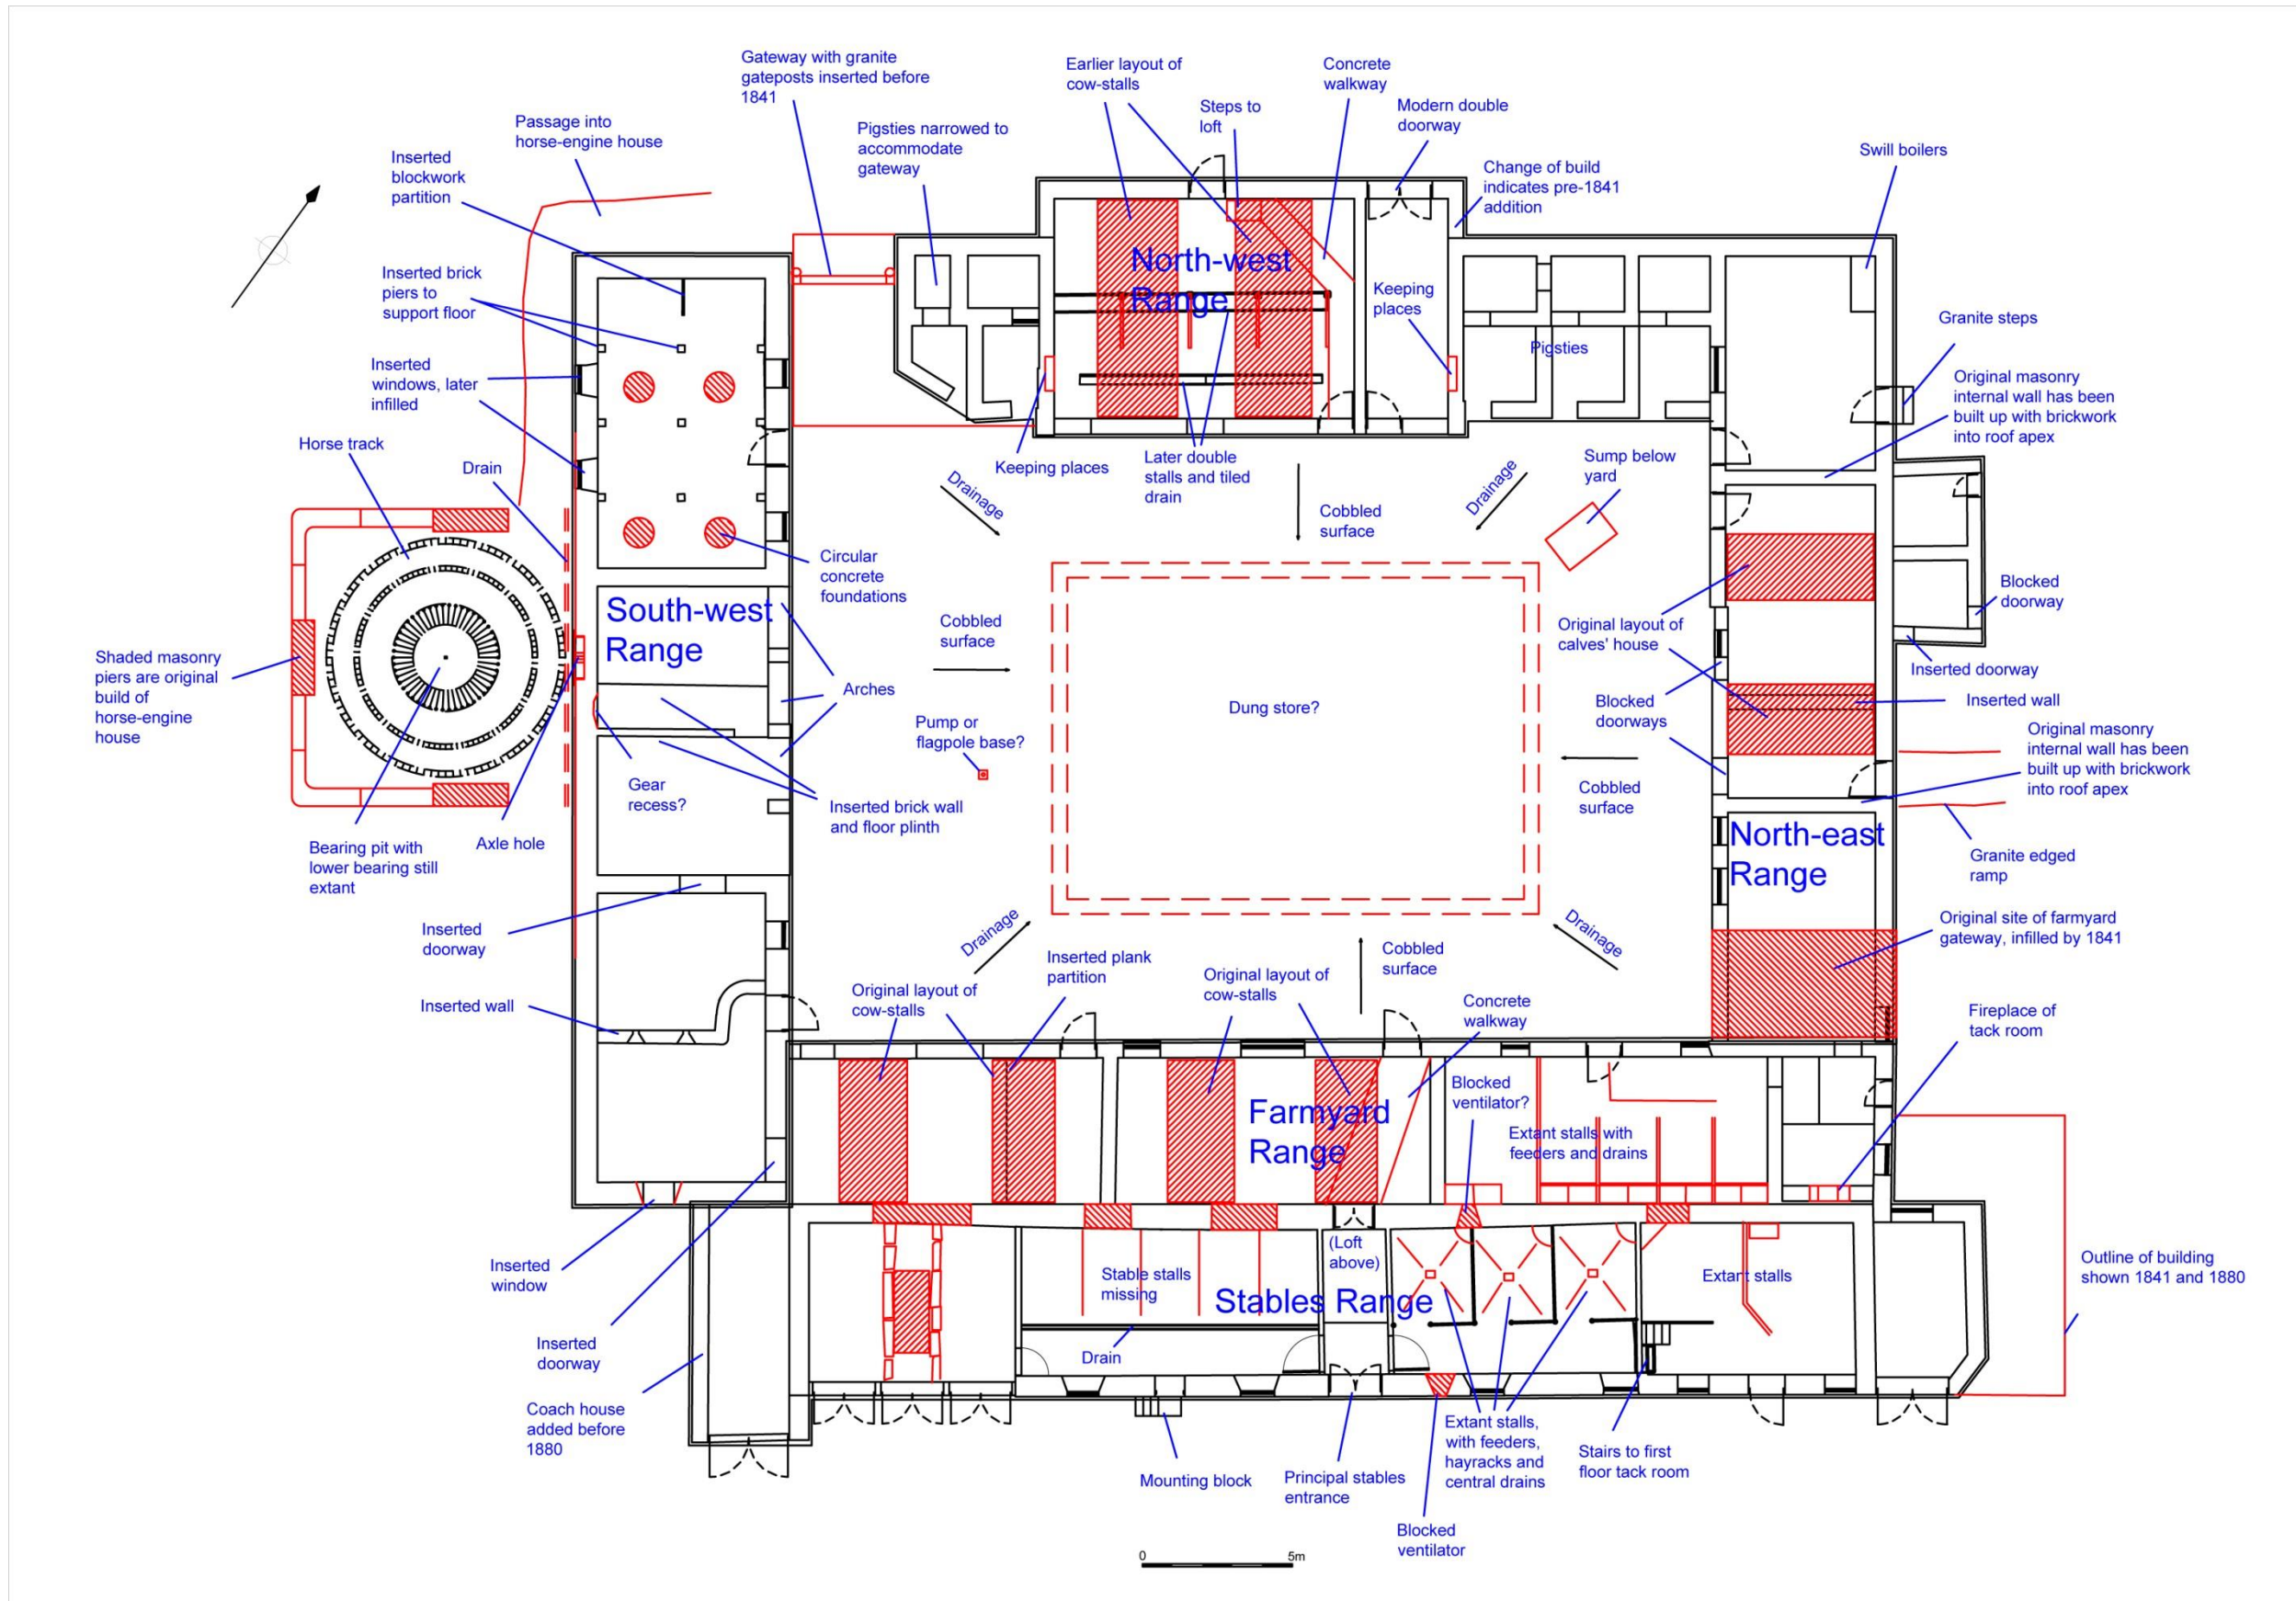 Gateway with granite
gateposts inserted before
1841
Earlier layout of
cow-stalls
Concrete
walkway
Steps to
loft
Modern double
doorway
Passage into
horse-engine house
Pigsties narrowed to
accommodate
gateway
Change of build
indicates pre-1841
addition
Swill boilers
Inserted
blockwork
partition
North-west
Range
Inserted brick
piers to
support floor
Keeping
places
Granite steps
Pigsties
Inserted
windows, later
infilled
Original masonry
internal wall has been
built up with brickwork
into roof apex
Horse track
Drain
Keeping places
Later double
stalls and tiled
drain
Sump below
yard
Drainage
Cobbled
surface
Drainage
Circular
concrete
foundations
Blocked
doorway
South-west
Range
Cobbled
surface
Original layout of
calves' house
Inserted doorway
Shaded masonry
piers are original
build of
horse-engine
house
Arches
Dung store?
Blocked
doorways
Inserted wall
Pump or
flagpole base?
Original masonry
internal wall has been
built up with brickwork
into roof apex
Gear
recess?
Inserted brick wall
and floor plinth
Cobbled
surface
North-east
Range
Bearing pit with
lower bearing still
extant
Axle hole
Granite edged
ramp
Inserted
doorway
Drainage
Inserted plank
partition
Cobbled
surface
Drainage
Original site of farmyard
gateway, infilled by 1841
Original layout of
cow-stalls
Original layout of
cow-stalls
Inserted wall
Concrete
walkway
Fireplace of
tack room
Farmyard
Range
Blocked
ventilator?
Extant stalls with
feeders and drains
Inserted
window
Stable stalls
missing
(Loft
above)
Stables Range
Extant stalls
Outline of building
shown 1841 and 1880
Inserted
doorway
Drain
Coach house
added before
1880
Mounting block
Principal stables
entrance
Extant stalls,
with feeders,
hayracks and
central drains
Stairs to first
floor tack room
Blocked
ventilator
0 5m